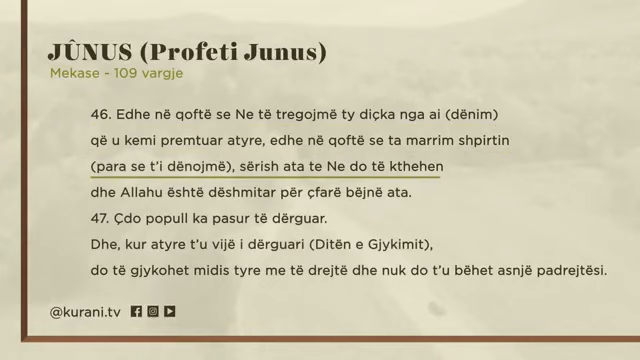 JÛNUS (Profeti Junus)
Mekase - 109 vargje
46. Edhe në qoftë se Ne të tregojmë ty diçka nga ai (dënim)
që u kemi premtuar atyre, edhe në qoftë se ta marrim shpirtin
(para se t’i dënojmë), sërish ata te Ne do të kthehen
dhe Allahu është dëshmitar për çfarë bëjnë ata.
47. Çdo popull ka pasur të dërguar.
Dhe, kur atyre t’u vijë i dërguari (Ditën e Gjykimit),
do të gjykohet midis tyre me të drejtë dhe nuk do t’u bëhet asnjë padrejtësi.
@kurani.tv